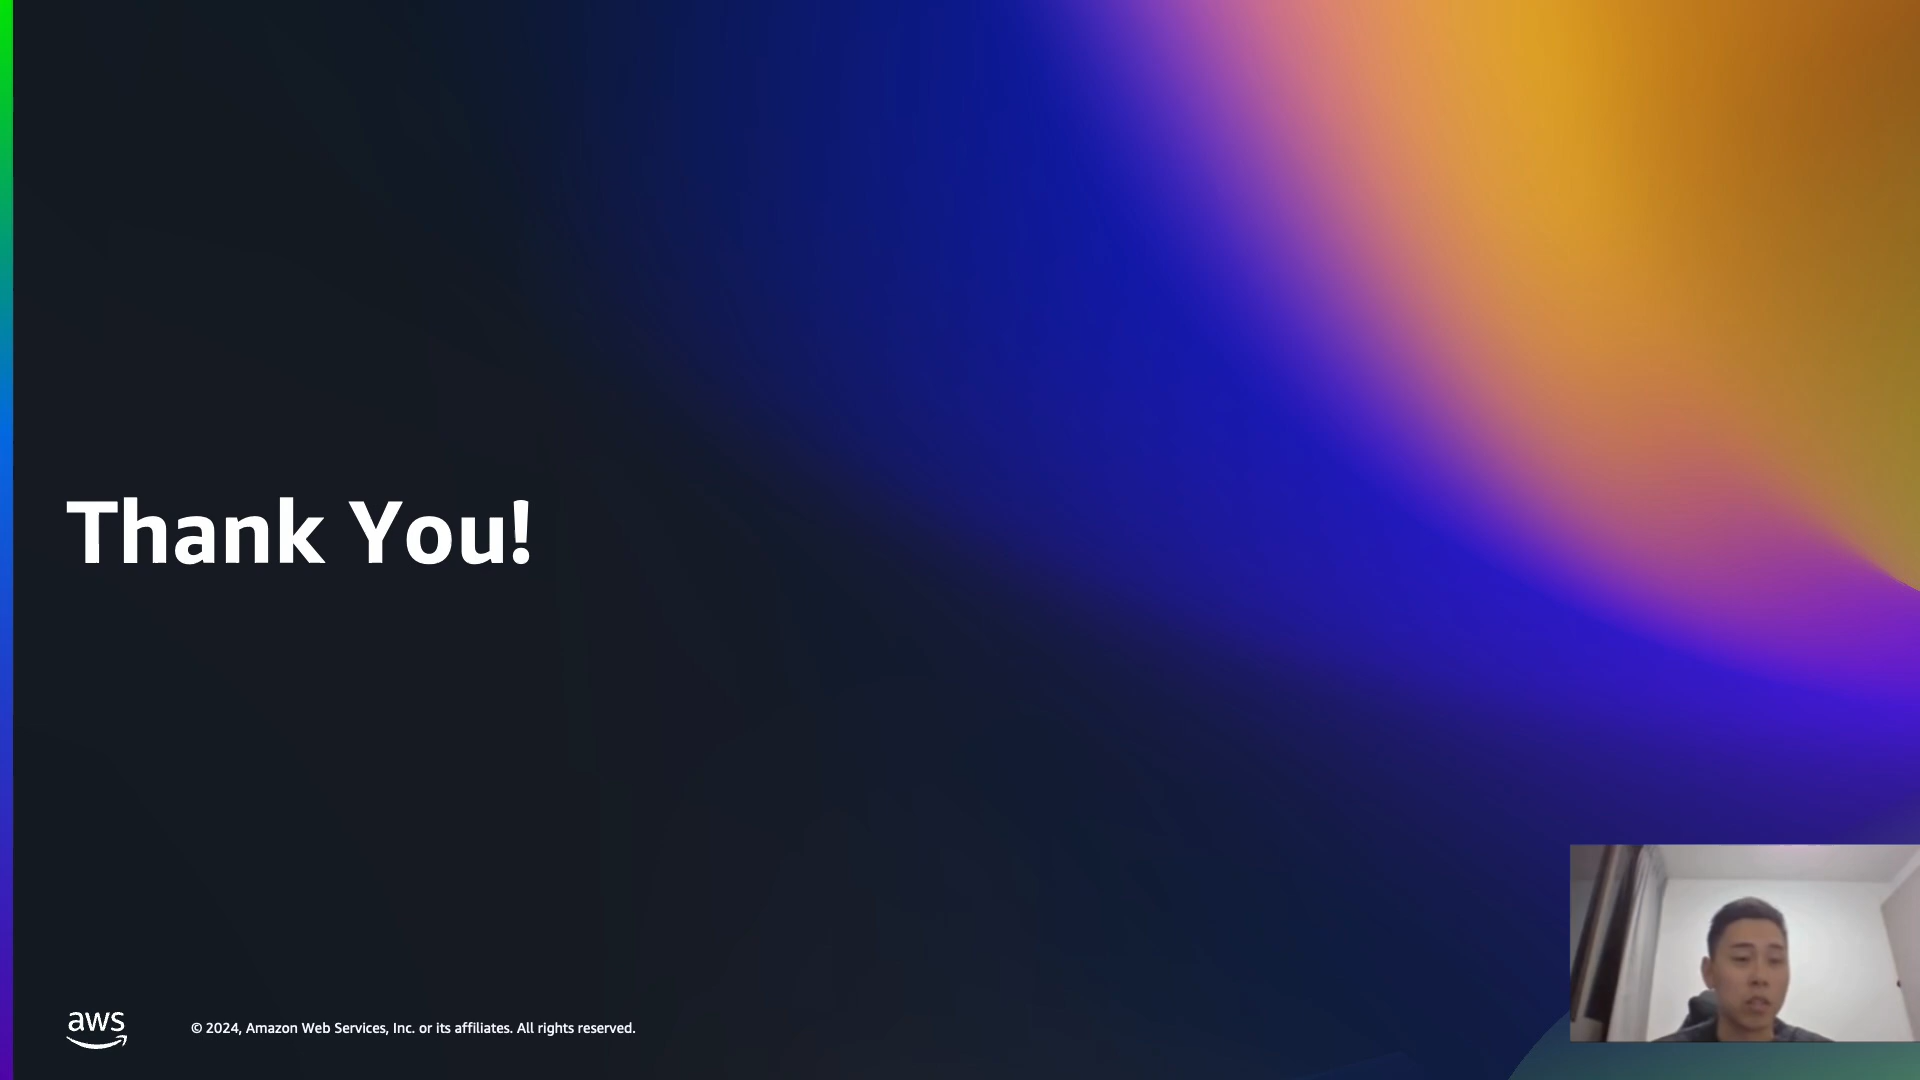 Thank You!
aws
© 2024, Amazon Web Services, Inc. or its affiliates. All rights reserved.